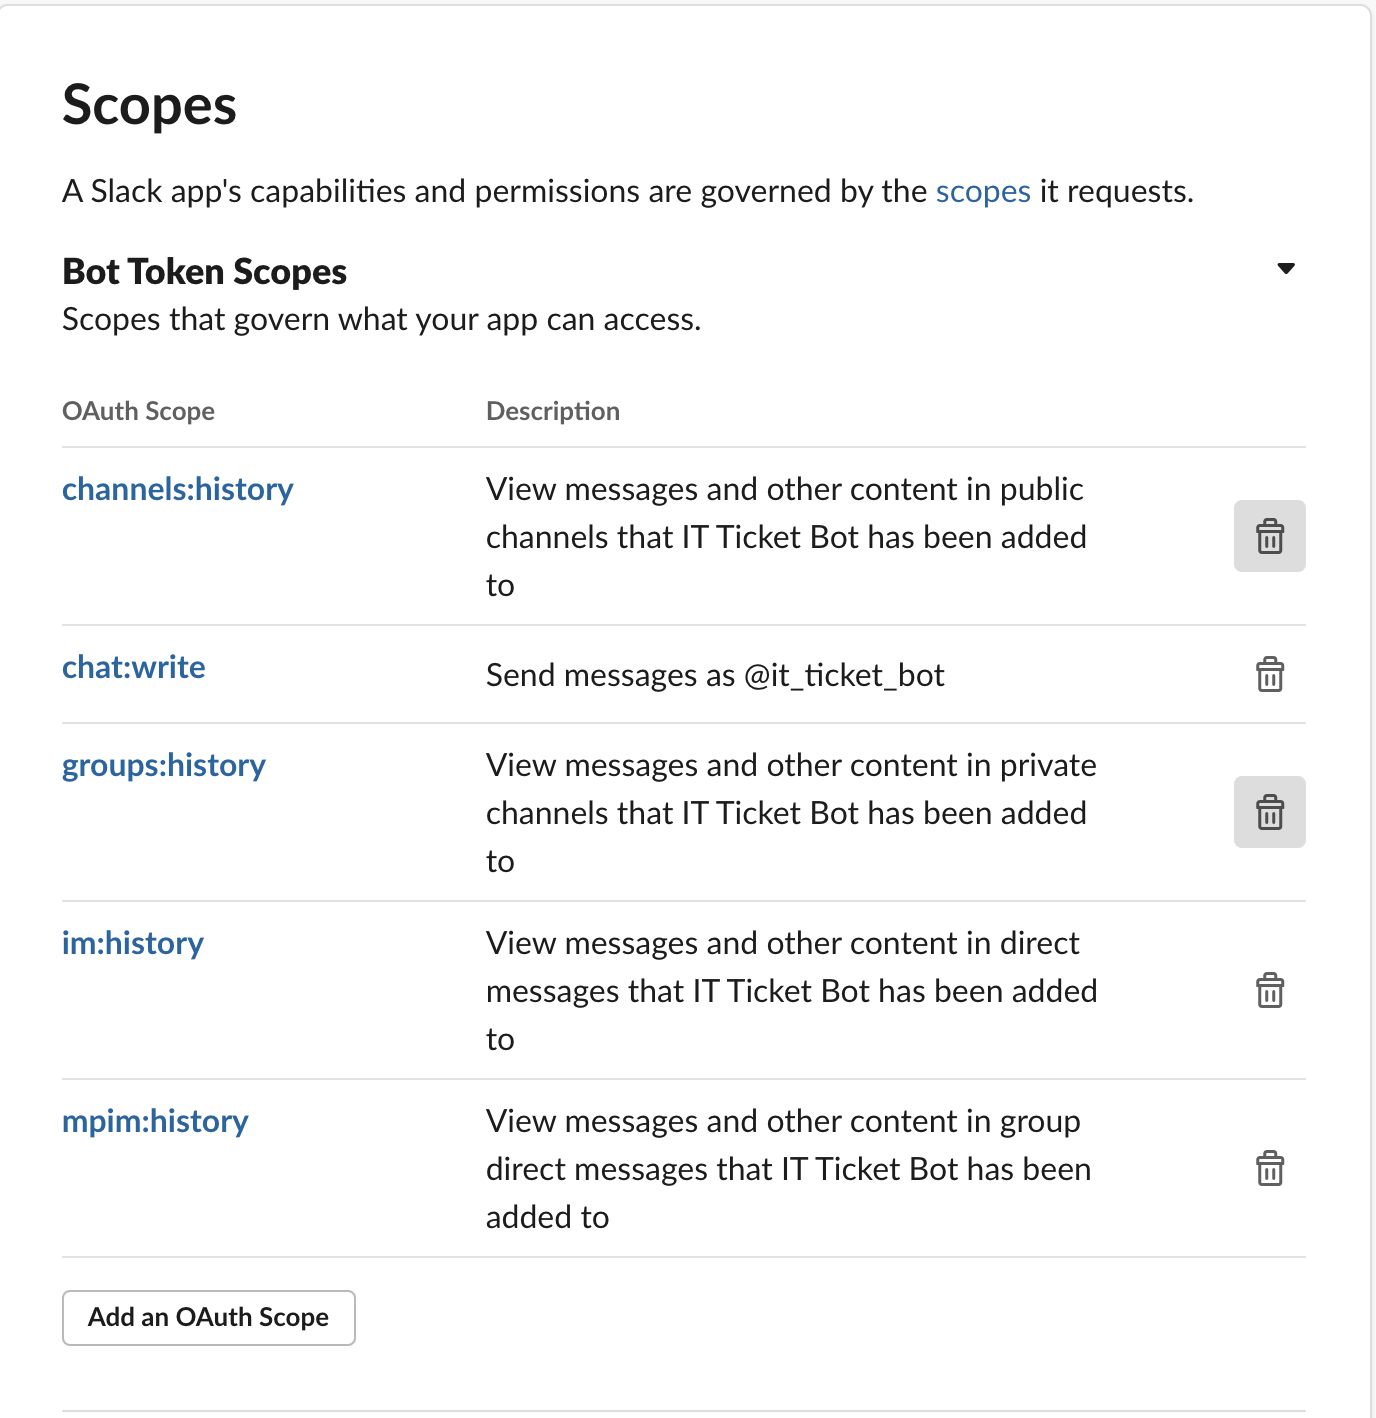 Scopes
A Slack app's capabilities and permissions are governed by the scopes it requests.
Bot Token Scopes
Scopes that govern what your app can access.
OAuth Scope Description
channels:history View messages and other content in public
channels that IT Ticket Bot has been added
to
chat:write Send messages as @it_ticket_bot
groups:history View messages and other content in private
channels that IT Ticket Bot has been added
to
im:history View messages and other content in direct
messages that IT Ticket Bot has been added
to
mpim:history View messages and other content in group
direct messages that IT Ticket Bot has been
added to
Add an OAuth Scope